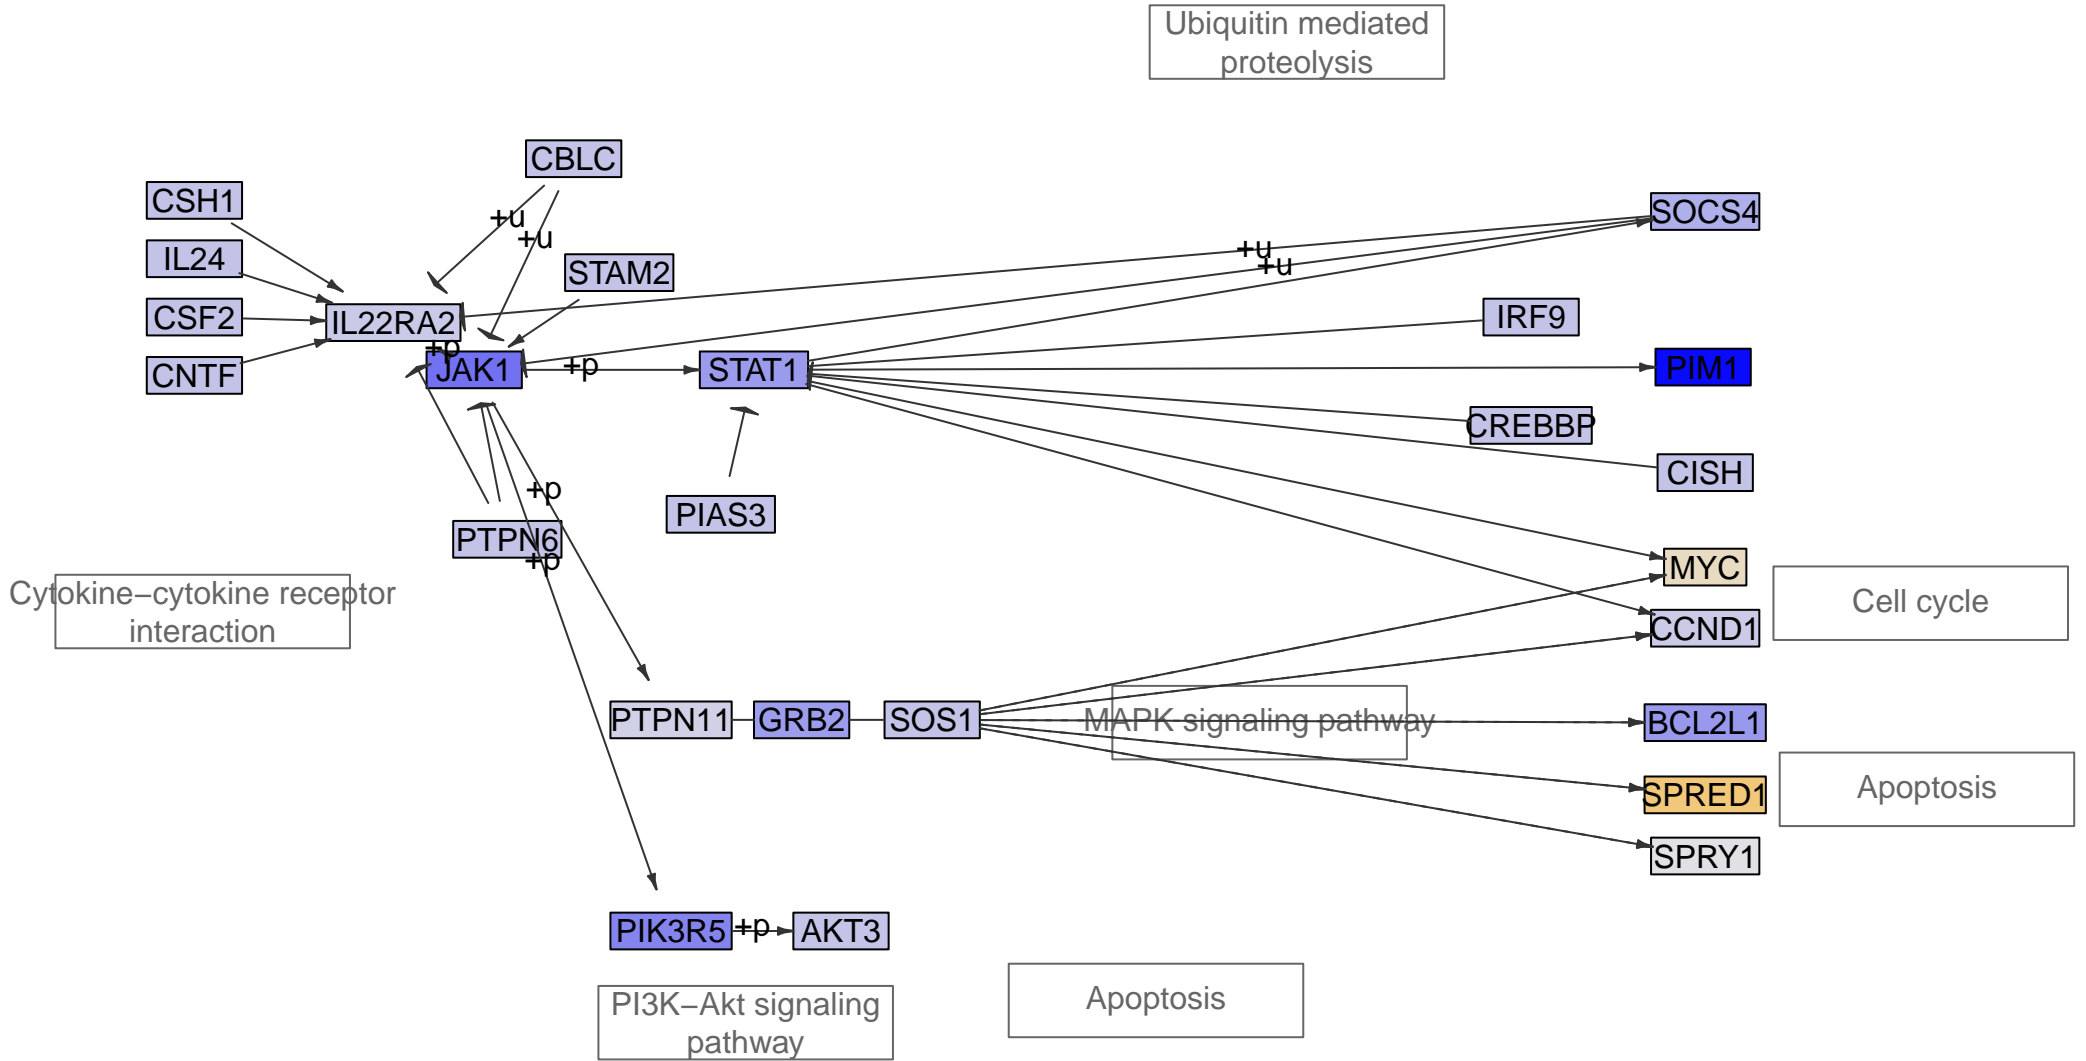 Ubiquitin mediated
proteolysis
CBLC
CSH1
SOCS4
+u
+u
+u
+u
IL24
STAM2
CSF2
IL22RA2
IRF9
+p
CNTF
JAK1
+p
STAT1
PIM1
CREBBP
CISH
+p
PIAS3
PTPN6
+p
MYC
Cytokine−cytokine receptor
interaction
Cell cycle
CCND1
PTPN11
GRB2
SOS1
MAPK signaling pathway
BCL2L1
SPRED1
Apoptosis
SPRY1
PIK3R5
+p
AKT3
PI3K−Akt signaling
pathway
Apoptosis